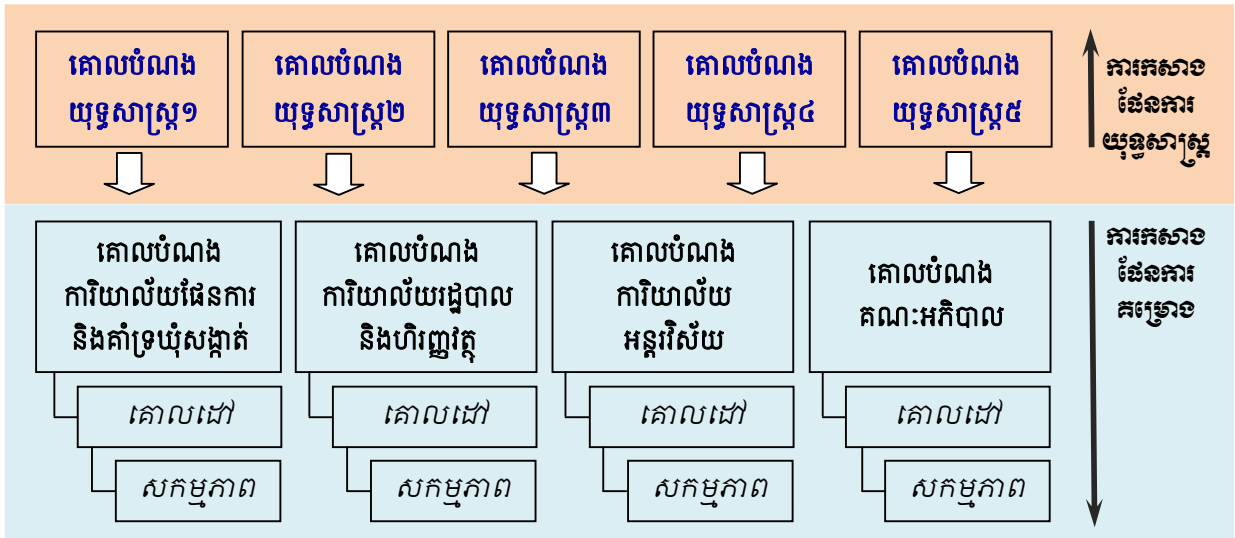 គោលបំណង
យុទ្ធសាស្ត្រ១
គោលបំណង
យុទ្ធសាស្ត្រ២
គោលបំណង
យុទ្ធសាស្ត្រ៣
គោលបំណង
យុទ្ធសាស្ត្រ៤
គោលបំណង
យុទ្ធសាស្ត្រ៥
ការកសាង
ផែនការ
យុទ្ធសាស្ត្រ
គោលបំណង
ការិយាល័យផែនការ
និងគាំទ្រឃុំសង្កាត់
គោលបំណង
ការិយាល័យរដ្ឋបាល
និងហិរញ្ញវត្ថុ
គោលបំណង
ការិយាល័យ
អន្តរវិស័យ
គោលបំណង
គណៈអភិបាល
ការកសាង
ផែនការ
គម្រោង
គោលដៅ
គោលដៅ
គោលដៅ
គោលដៅ
សកម្មភាព
សកម្មភាព
សកម្មភាព
សកម្មភាព